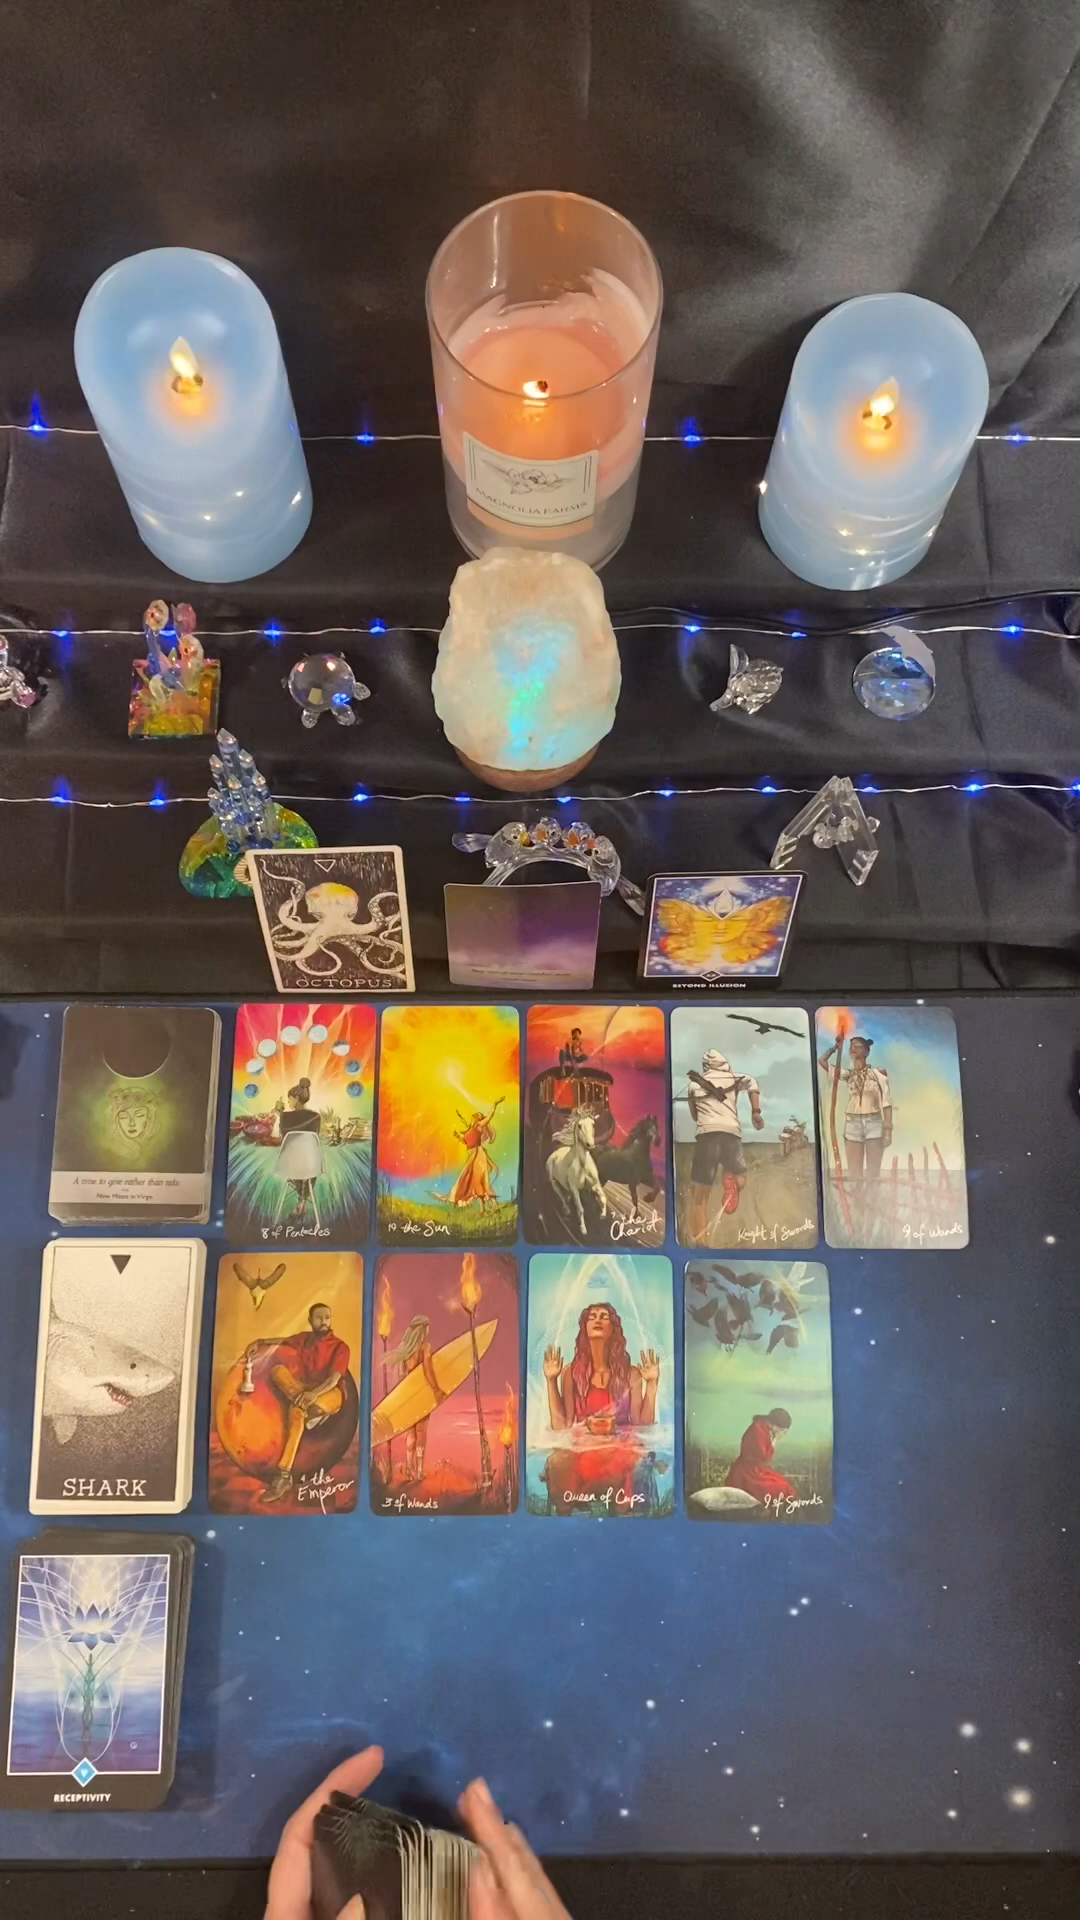 MAGNOLIA FARMS
OCTOPUS
BEYOND ILLUSION
A time to give rather than take
New Moon in Virgo
8 of Pentacles
19 the Sun
7 the
Chariot
Knight of Swords
9 of Wands
SHARK
4 the
Emperor
3 of Wands
Queen of Cups
9 of Swords
RECEPTIVITY